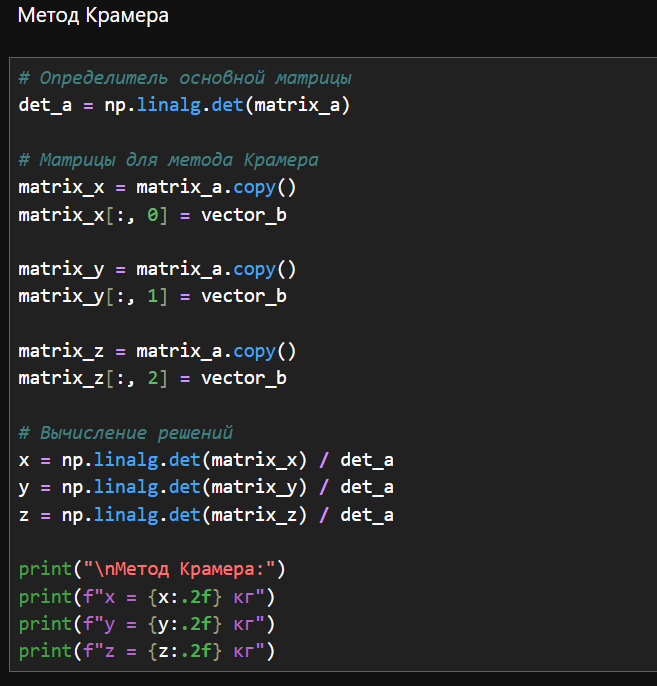 Метод Крамера
# Определитель основной матрицы
det_a = np.linalg.det(matrix_a)
# Матрицы для метода Крамера
matrix_x = matrix_a.copy()
matrix_x[:, 0] = vector_b
matrix_y = matrix_a.copy()
matrix_y[:, 1] = vector_b
matrix_z = matrix_a.copy()
matrix_z[:, 2] = vector_b
# Вычисление решений
x = np.linalg.det(matrix_x) / det_a
y = np.linalg.det(matrix_y) / det_a
z = np.linalg.det(matrix_z) / det_a
print("\nМетод Крамера:")
print(f"x = {x:.2f} кг")
print(f"y = {y:.2f} кг")
print(f"z = {z:.2f} кг")